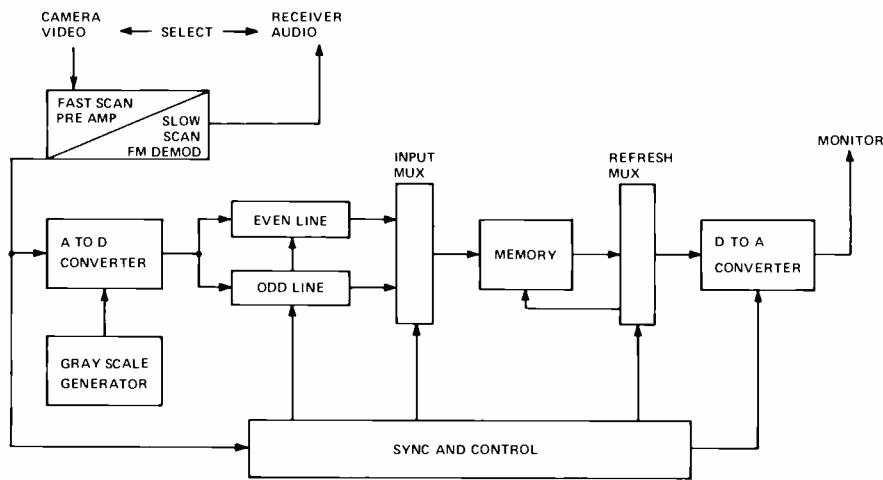 CAMERA
VIDEO
SELECT
RECEIVER
AUDIO
FAST SCAN
PRE AMP
SLOW
SCAN
FM DEMOD
INPUT
MUX
REFRESH
MUX
MONITOR
A TO D
CONVERTER
EVEN LINE
ODD LINE
MEMORY
D TO A
CONVERTER
GRAY SCALE
GENERATOR
SYNC AND CONTROL